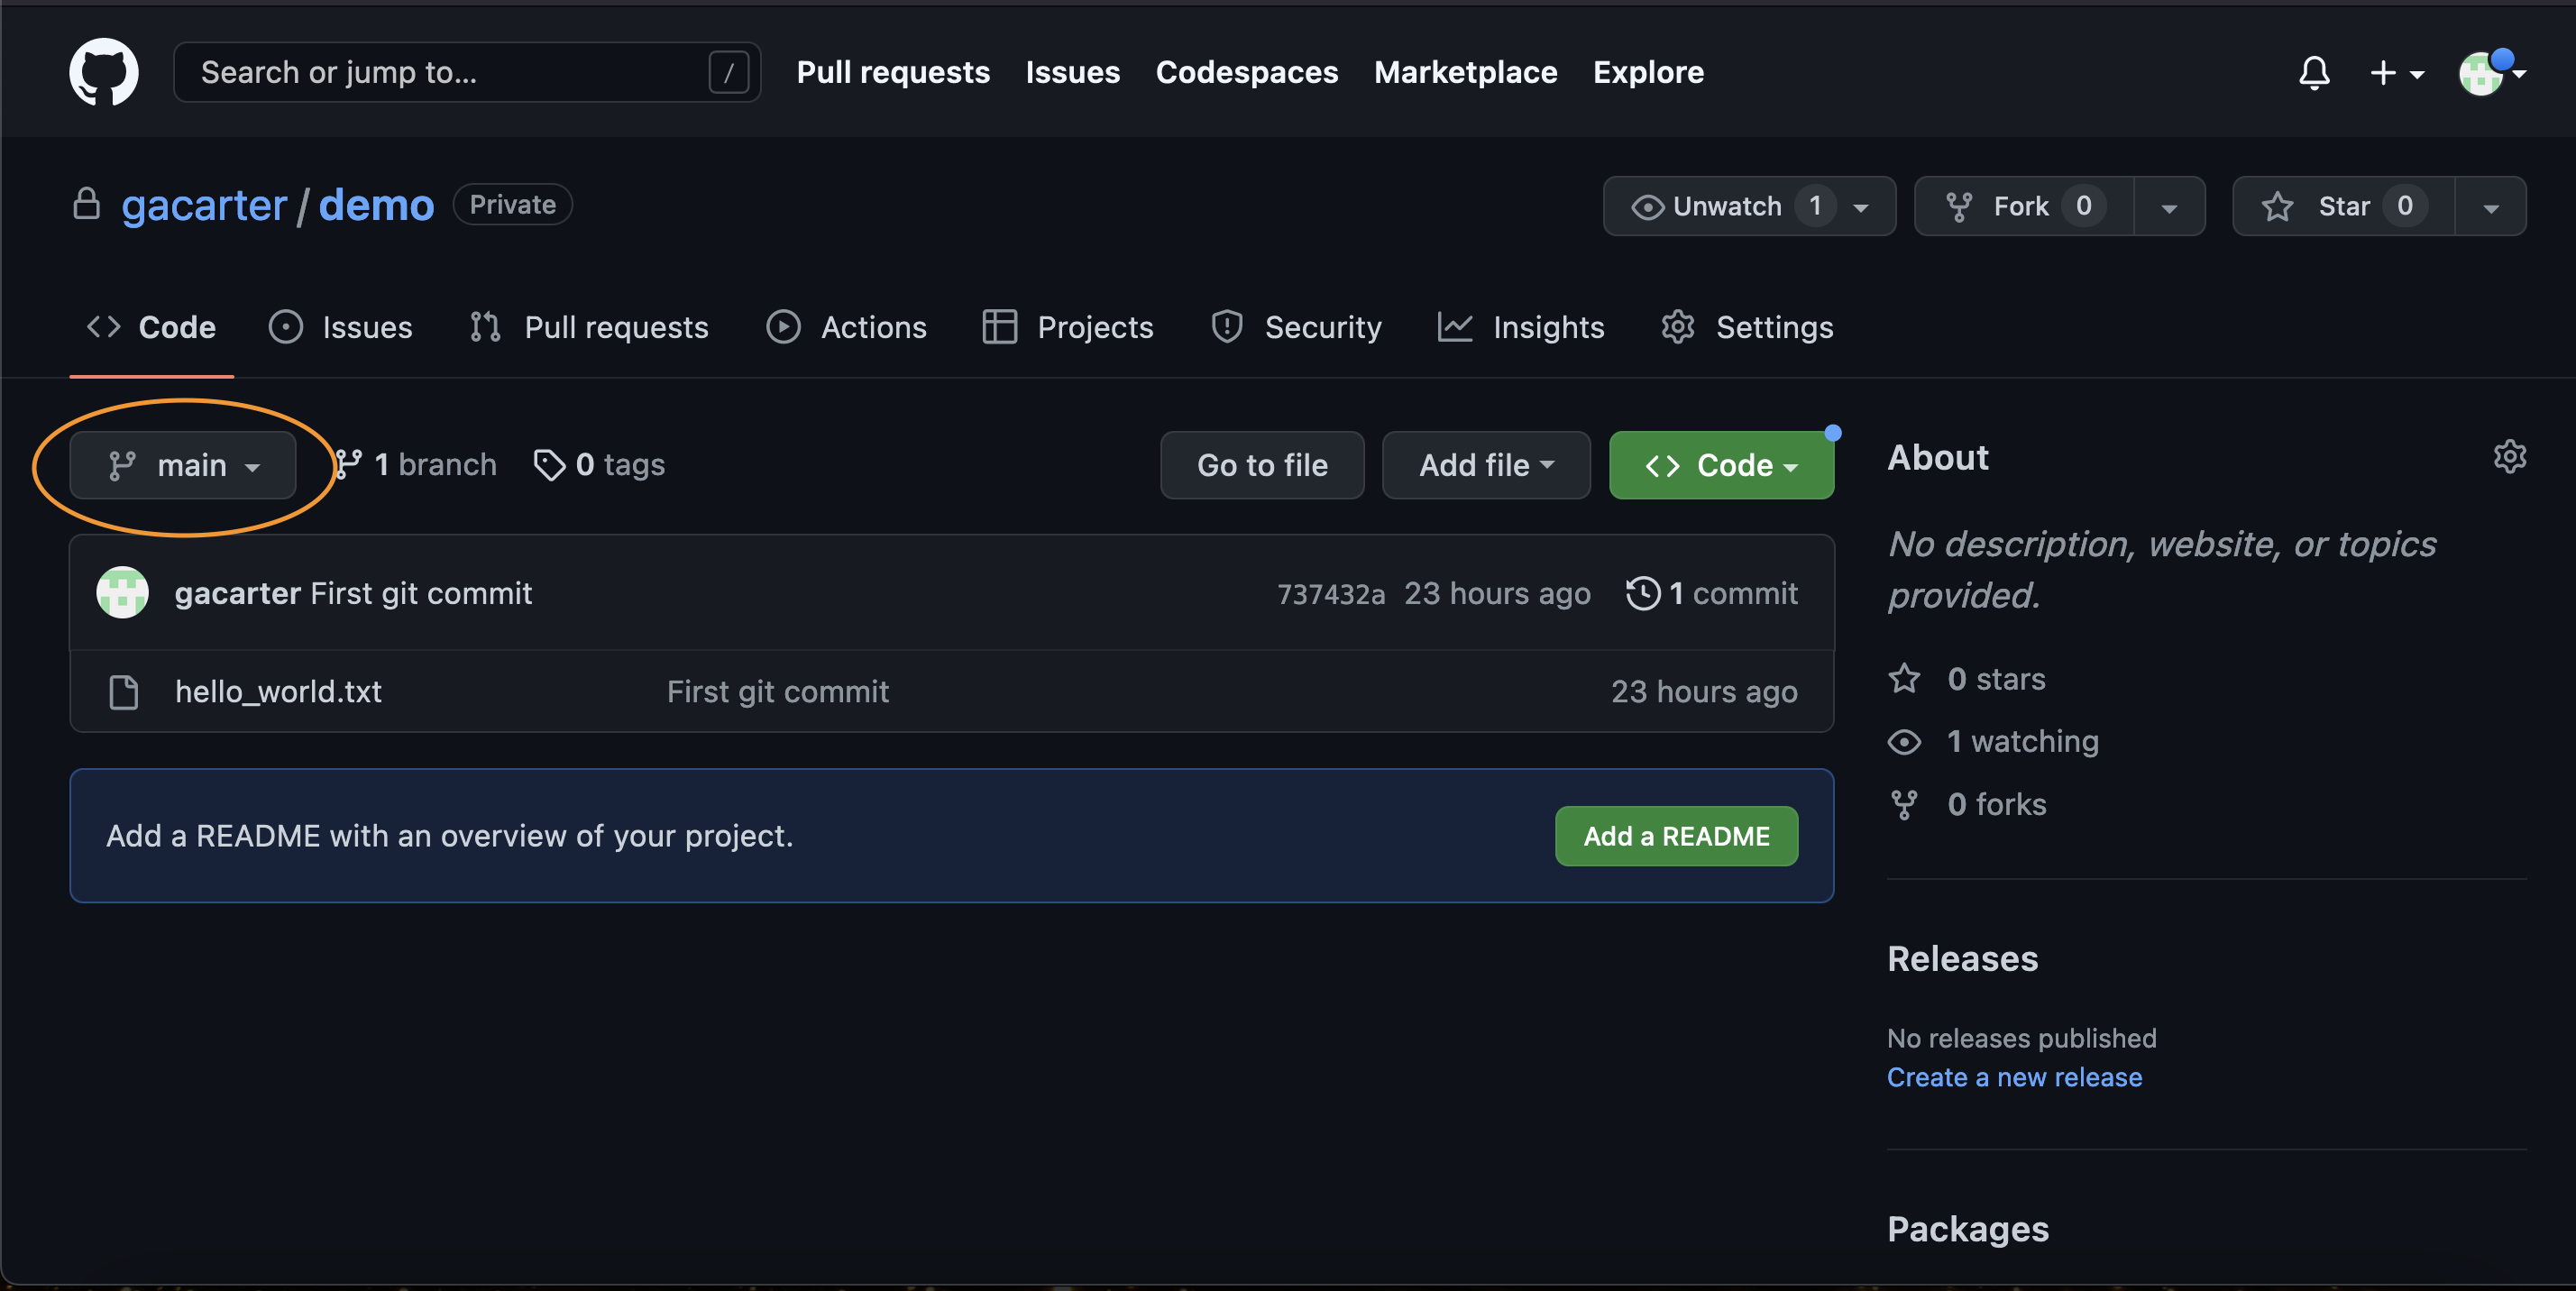 Search or jump to... / Pull requests Issues Codespaces Marketplace Explore
gacarter / demo Private Unwatch 1 Fork 0 Star 0
Code Issues Pull requests Actions Projects Security Insights Settings
main 1 branch 0 tags Go to file Add file Code
gacarter First git commit 737432a 23 hours ago 1 commit
hello_world.txt First git commit 23 hours ago
Add a README with an overview of your project. Add a README
About
No description, website, or topics
provided.
0 stars
1 watching
0 forks
Releases
No releases published
Create a new release
Packages